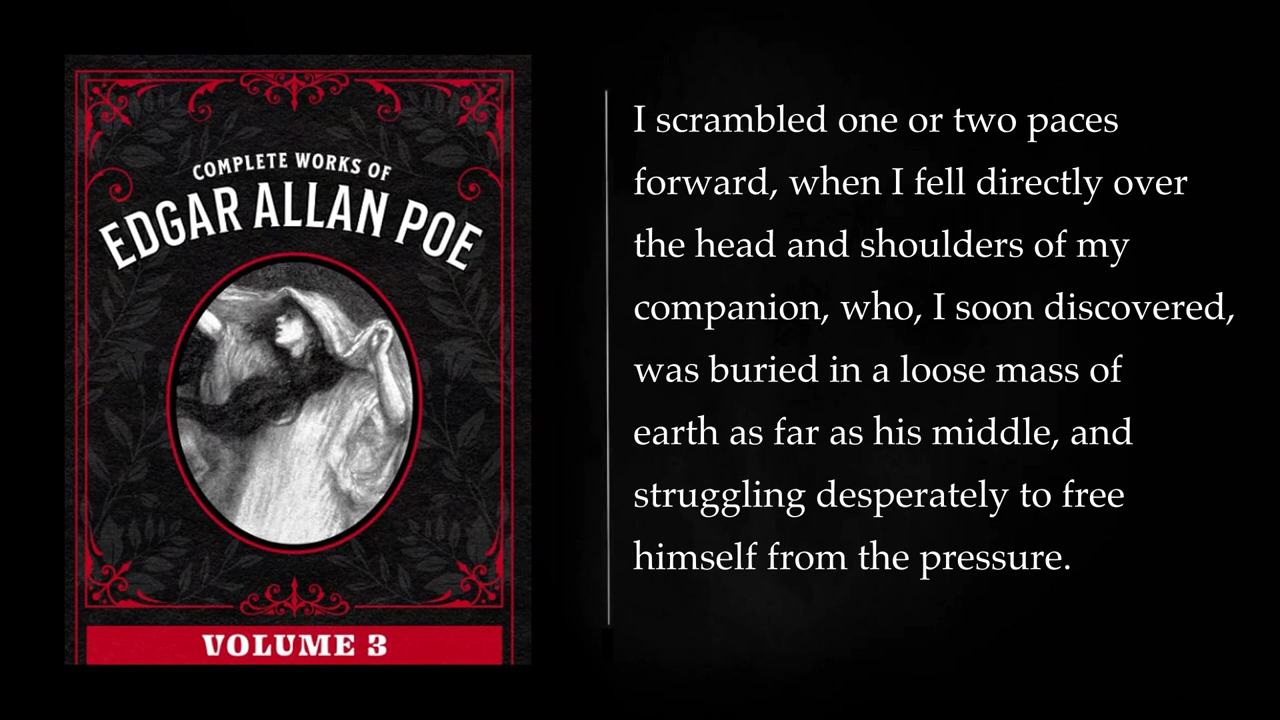 COMPLETE WORKS OF
EDGAR ALLAN POE
VOLUME 3
I scrambled one or two paces
forward, when I fell directly over
the head and shoulders of my
companion, who, I soon discovered,
was buried in a loose mass of
earth as far as his middle, and
struggling desperately to free
himself from the pressure.